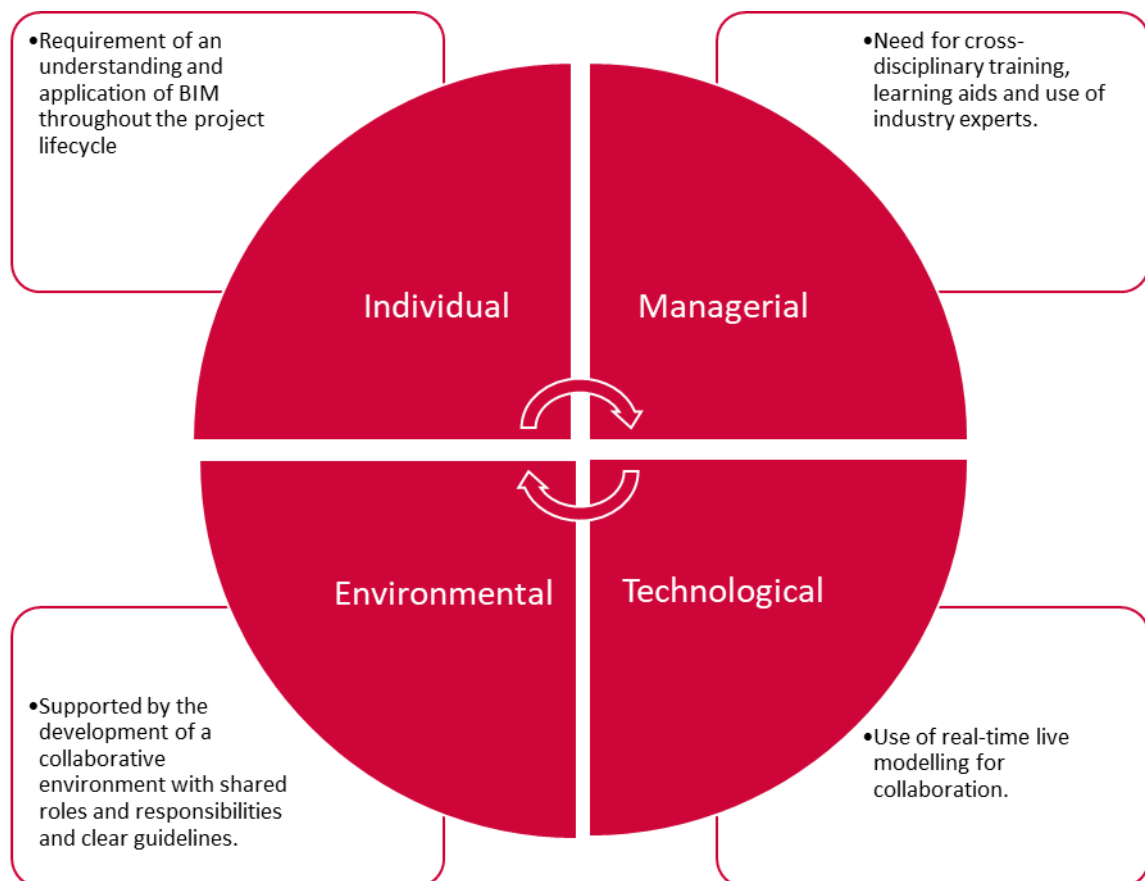 •Requirement of an
understanding and
application of BIM
throughout the project
lifecycle
•Need for cross-
disciplinary training,
learning aids and use of
industry experts.
Individual
Managerial
Environmental
Technological
•Supported by the
development of a
collaborative
environment with shared
roles and responsibilities
and clear guidelines.
•Use of real-time live
modelling for
collaboration.